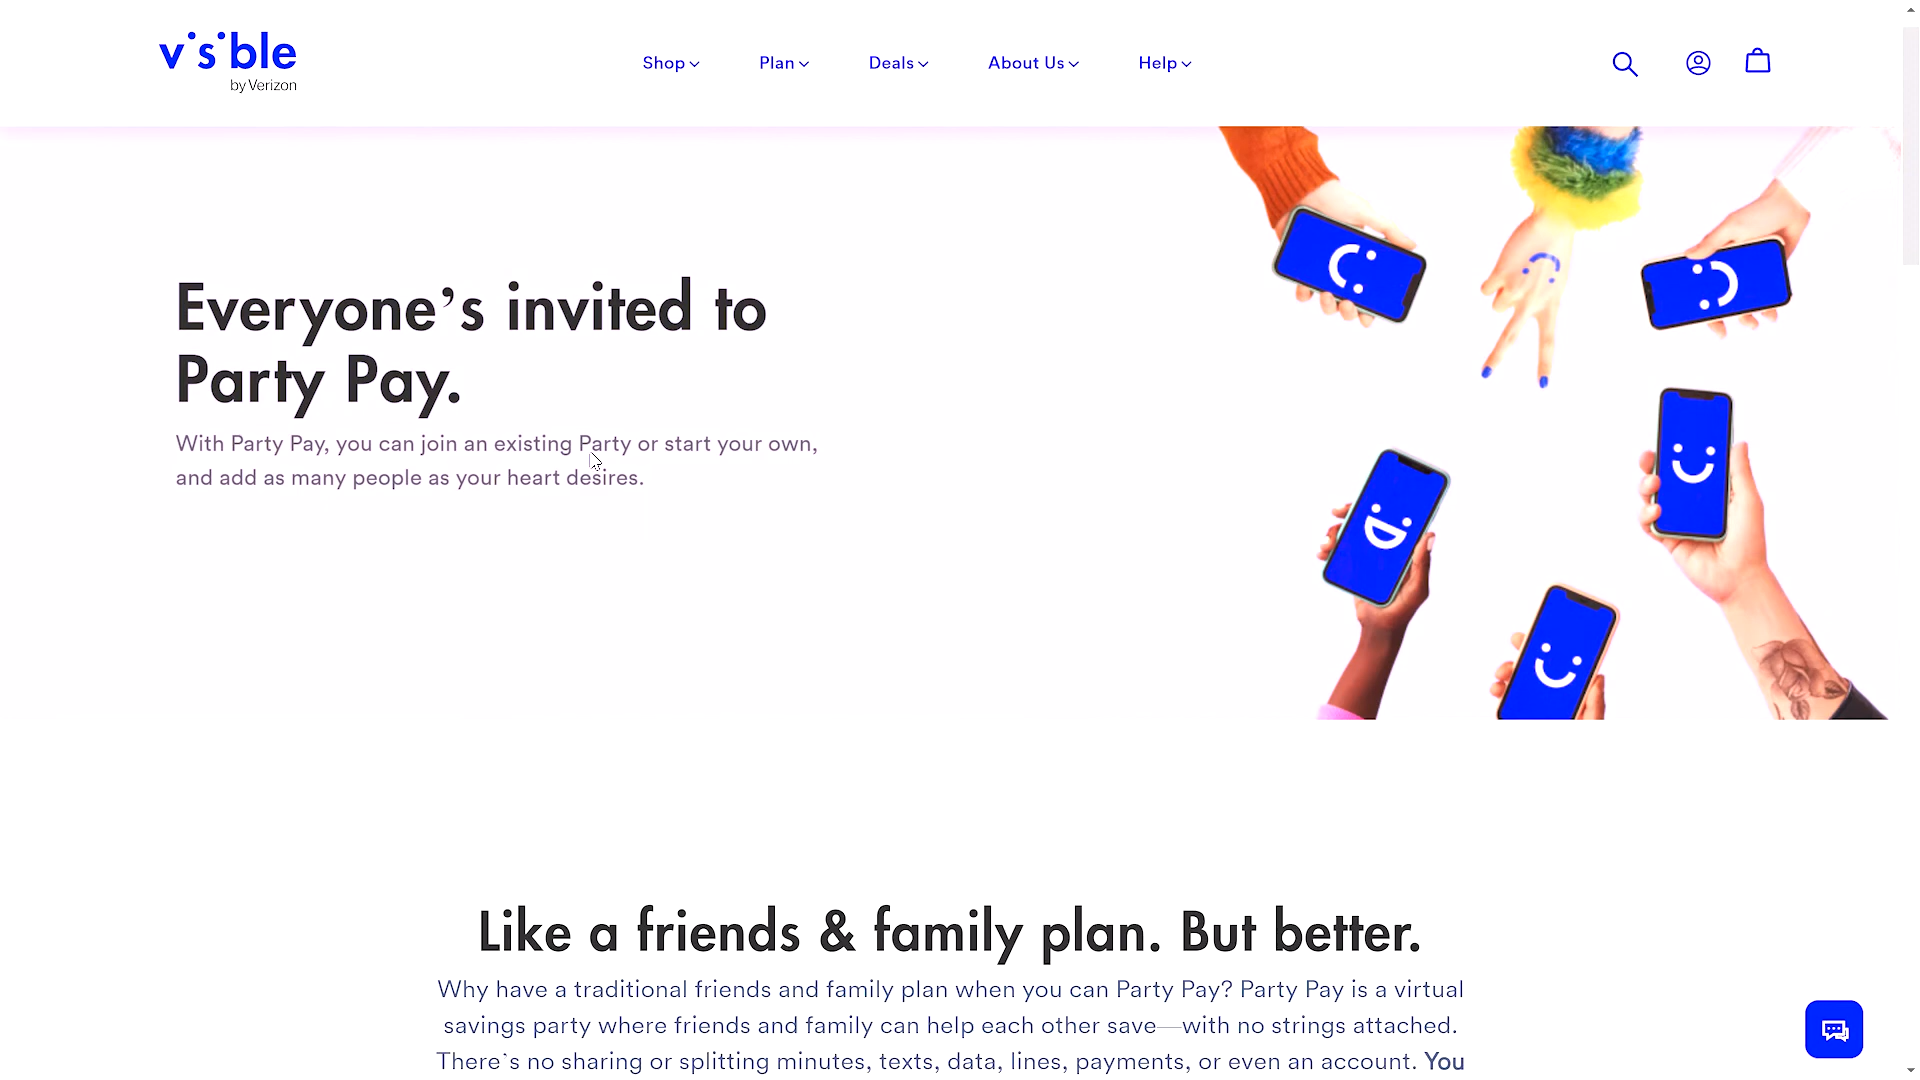 visible
by Verizon
Shop
Plan
Deals
About Us
Help
Everyone’s invited to
Party Pay.
With Party Pay, you can join an existing Party or start your own,
and add as many people as your heart desires.
Like a friends & family plan. But better.
Why have a traditional friends and family plan when you can Party Pay? Party Pay is a virtual
savings party where friends and family can help each other save—with no strings attached.
There’s no sharing or splitting minutes, texts, data, lines, payments, or even an account. You